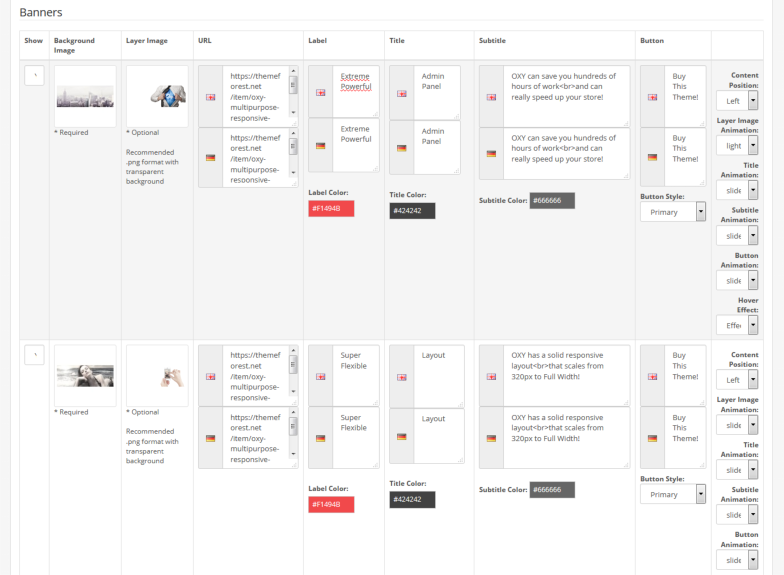 Banners
Show
Background
Image
Layer Image
URL
Label
Title
Subtitle
Button
* Required
* Optional
Recommended
.png format with
transparent
background
https://themef
orest.net
/item/oxy-
multipurpose-
responsive-
https://themef
orest.net
/item/oxy-
multipurpose-
responsive-
Extreme
Powerful
Extreme
Powerful
Label Color:
#F1494B
Admin
Panel
Admin
Panel
Title Color:
#424242
OXY can save you hundreds of
hours of work<br>and can
really speed up your store!
OXY can save you hundreds of
hours of work<br>and can
really speed up your store!
Subtitle Color: #666666
Buy
This
Theme!
Buy
This
Theme!
Button Style:
Primary
Content
Position:
Left
Layer Image
Animation:
light
Title
Animation:
slide
Subtitle
Animation:
slide
Button
Animation:
slide
Hover
Effect:
Effe
* Required
* Optional
Recommended
.png format with
transparent
background
https://themef
orest.net
/item/oxy-
multipurpose-
responsive-
https://themef
orest.net
/item/oxy-
multipurpose-
responsive-
Super
Flexible
Super
Flexible
Label Color:
#F1494B
Layout
Layout
Title Color:
#424242
OXY has a solid responsive
layout<br>that scales from
320px to Full Width!
OXY has a solid responsive
layout<br>that scales from
320px to Full Width!
Subtitle Color: #666666
Buy
This
Theme!
Buy
This
Theme!
Button Style:
Primary
Content
Position:
Left
Layer Image
Animation:
slide
Title
Animation:
slide
Subtitle
Animation:
slide
Button
Animation:
slide